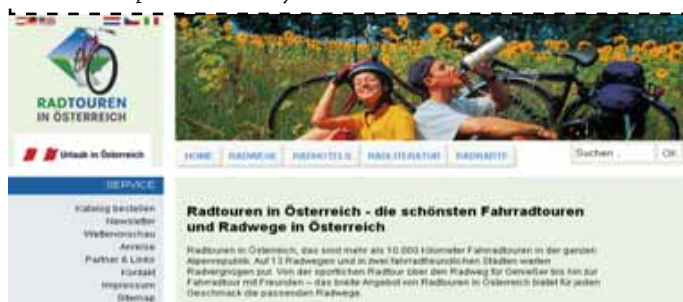 RADTOUREN
IN ÖSTERREICH
Urlaub in Österreich
HOME RADWEGE RADHOTELS RADLITERATUR RADKARTE Suchen .. OK
SERVICE
Katalog bestellen
Newsletter
Wettervorschau
Anreise
Partner & Links
Kontakt
Impressum
Sitemap
Radtouren in Österreich - die schönsten Fahrradtouren
und Radwege in Österreich
Radtouren in Österreich, das sind mehr als 10.000 Kilometer Fahrradtouren in der ganzen
Alpenrepublik. Auf 13 Radwegen und in zwei fahrradfreundlichen Städten warten
Radvergnügen pur. Von der sportlichen Radtour über den Radweg für Genießer bis hin zur
Fahrradtour mit Freunden – das breite Angebot von Radtouren in Österreich bietet für jeden
Geschmack die passenden Radwege.